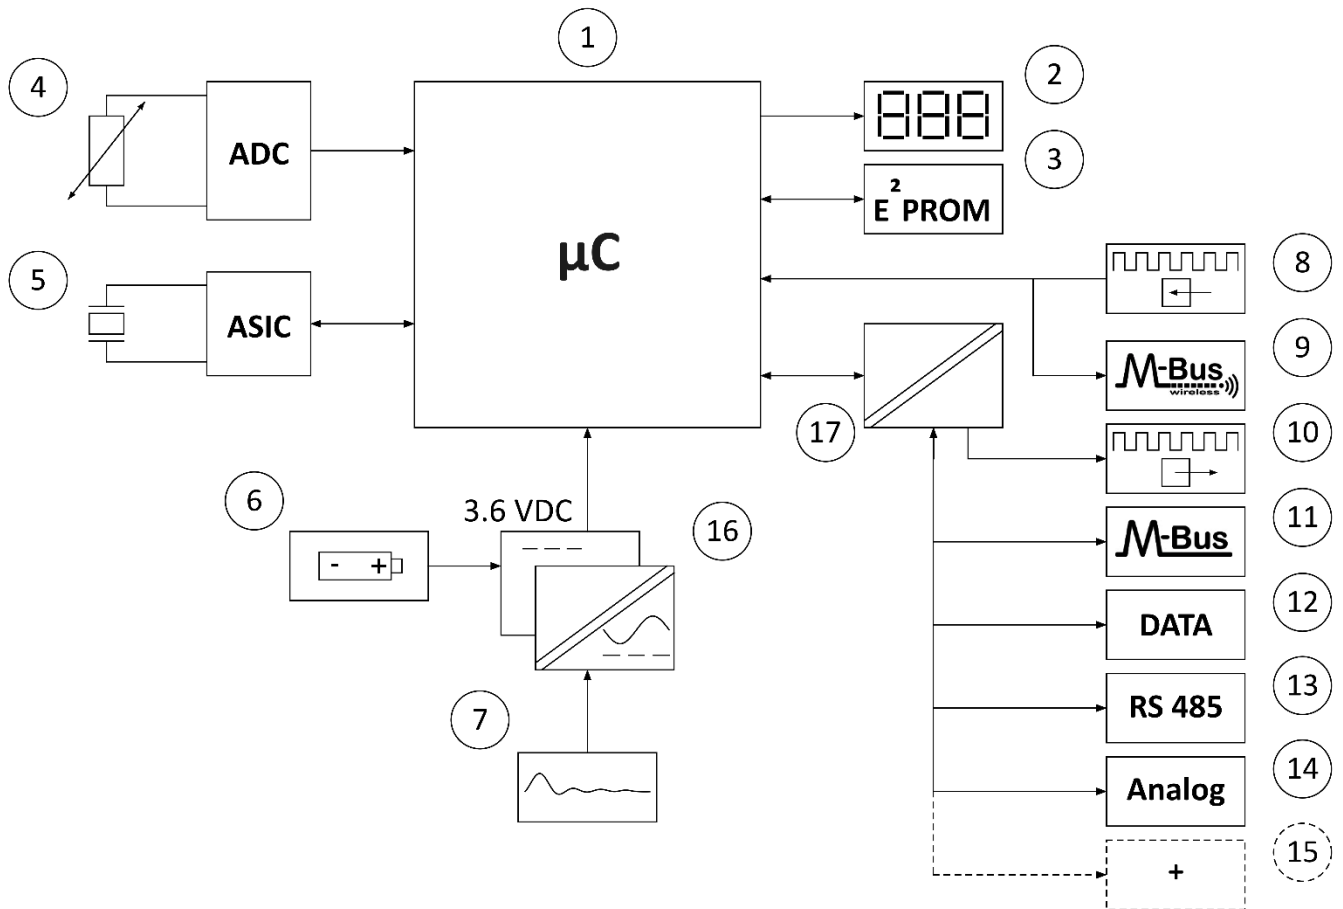 1
4
2
888
ADC
3
E²PROM
µC
5
8
ASIC
9
M-Bus
wireless
17
10
6
3.6 VDC
16
11
- +
M-Bus
12
DATA
7
13
RS 485
14
Analog
15
+